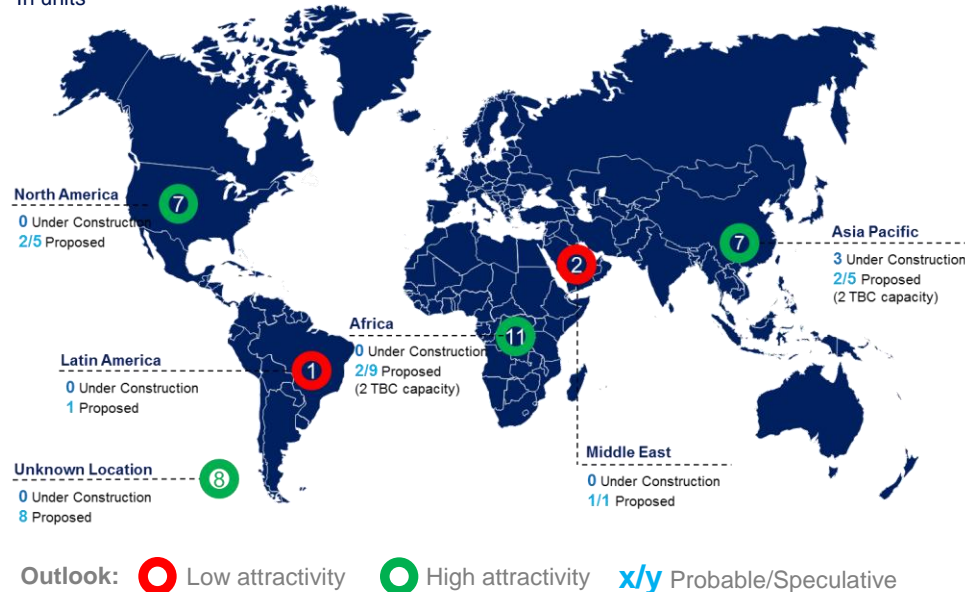 In units
North America
7
0 Under Construction
2/5 Proposed
Latin America
1
0 Under Construction
1 Proposed
Unknown Location
8
0 Under Construction
8 Proposed
Africa
11
0 Under Construction
2/9 Proposed
(2 TBC capacity)
2
Middle East
0 Under Construction
1/1 Proposed
7
Asia Pacific
3 Under Construction
2/5 Proposed
(2 TBC capacity)
Outlook: Low attractivity High attractivity x/y Probable/Speculative